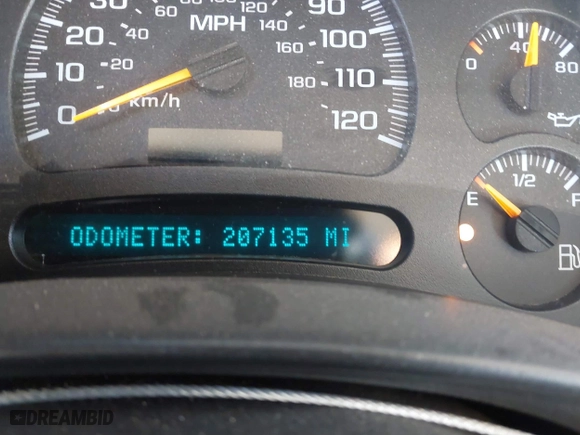 30 60 80 100 120 90
20 40 MPH 140 100
10 20 160 110
0 km/h 180 120
0 40 80
E 1/2 F
ODOMETER: 207135 MI
DREAMBID